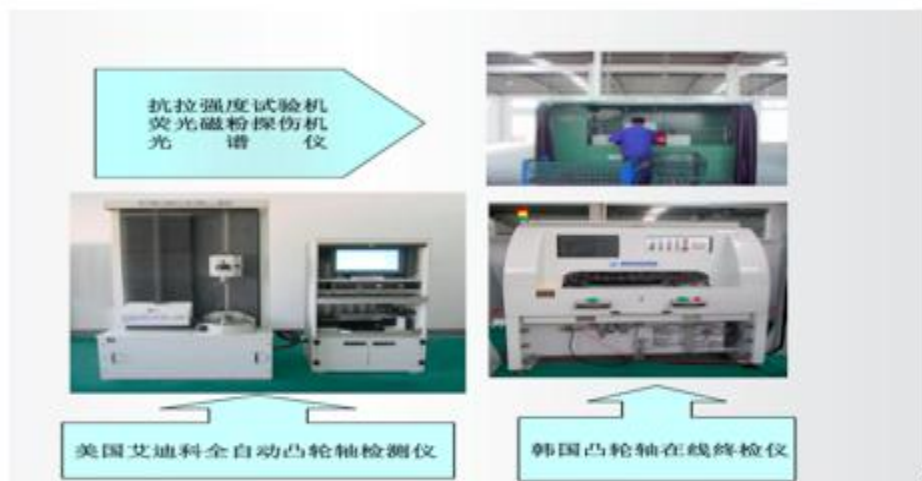 抗拉强度试验机
荧光磁粉探伤机
光 谱 仪
美国艾迪科全自动凸轮轴检测仪
韩国凸轮轴在线终检仪